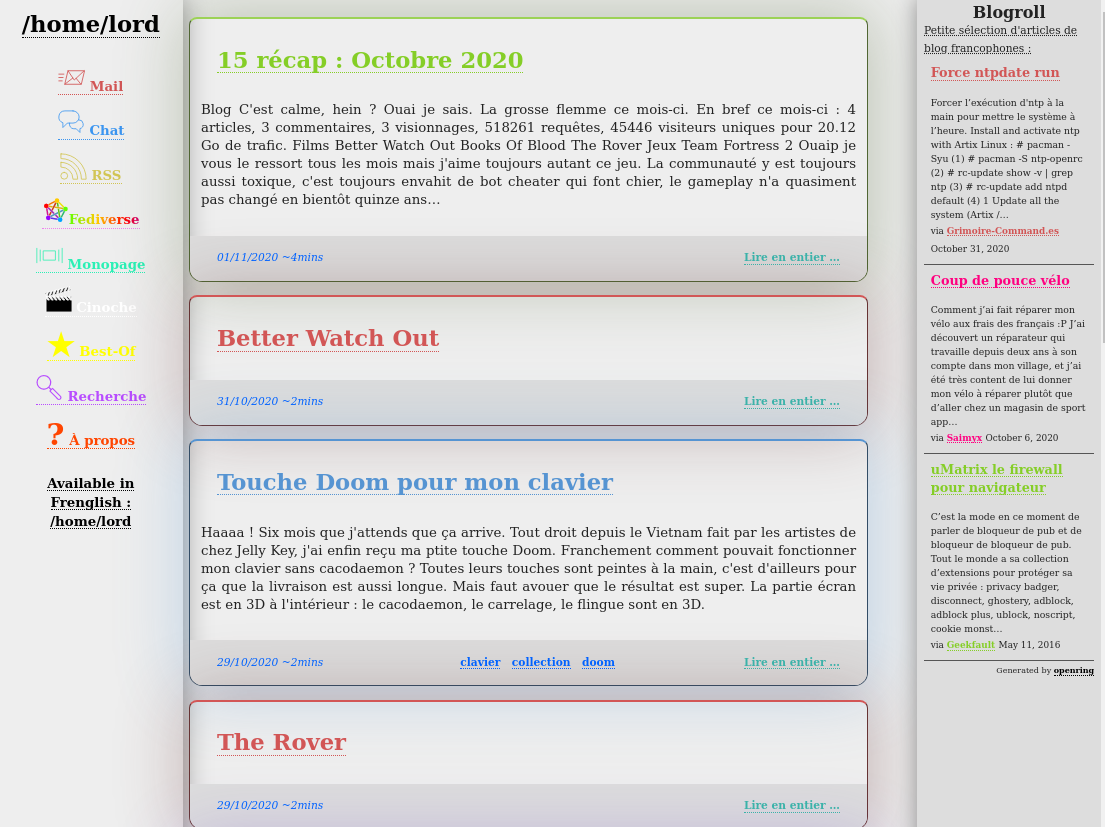 /home/lord
Mail
Chat
RSS
Fediverse
Monopage
Cinoche
Best-Of
Recherche
? À propos
Available in
Frenglish :
/home/lord
15 récap : Octobre 2020
Blog C'est calme, hein ? Ouai je sais. La grosse flemme ce mois-ci. En bref ce mois-ci : 4
articles, 3 commentaires, 3 visionnages, 518261 requêtes, 45446 visiteurs uniques pour 20.12
Go de trafic. Films Better Watch Out Books Of Blood The Rover Jeux Team Fortress 2 Ouaip je
vous le ressort tous les mois mais j'aime toujours autant ce jeu. La communauté y est toujours
aussi toxique, c'est toujours envahit de bot cheater qui font chier, le gameplay n'a quasiment
pas changé en bientôt quinze ans…
01/11/2020 ~4mins
Lire en entier …
Better Watch Out
31/10/2020 ~2mins
Lire en entier …
Touche Doom pour mon clavier
Haaaa ! Six mois que j'attends que ça arrive. Tout droit depuis le Vietnam fait par les artistes de
chez Jelly Key, j'ai enfin reçu ma ptite touche Doom. Franchement comment pouvait fonctionner
mon clavier sans cacodaemon ? Toutes leurs touches sont peintes à la main, c'est d'ailleurs pour
ça que la livraison est aussi longue. Mais faut avouer que le résultat est super. La partie écran
est en 3D à l'intérieur : le cacodaemon, le carrelage, le flingue sont en 3D.
29/10/2020 ~2mins
clavier collection doom
Lire en entier …
The Rover
29/10/2020 ~2mins
Lire en entier …
Blogroll
Petite sélection d'articles de
blog francophones :
Force ntpdate run
Forcer l’exécution d'ntp à la
main pour mettre le système à
l’heure. Install and activate ntp
with Artix Linux : # pacman -
Syu (1) # pacman -S ntp-openrc
(2) # rc-update show -v | grep
ntp (3) # rc-update add ntpd
default (4) 1 Update all the
system (Artix /…
via Grimoire-Command.es
October 31, 2020
Coup de pouce vélo
Comment j’ai fait réparer mon
vélo aux frais des français :P J’ai
découvert un réparateur qui
travaille depuis deux ans à son
compte dans mon village, et j’ai
été très content de lui donner
mon vélo à réparer plutôt que
d’aller chez un magasin de sport
app…
via Saimyx October 6, 2020
uMatrix le firewall
pour navigateur
C’est la mode en ce moment de
parler de bloqueur de pub et de
bloqueur de bloqueur de pub.
Tout le monde a sa collection
d’extensions pour protéger sa
vie privée : privacy badger,
disconnect, ghostery, adblock,
adblock plus, ublock, noscript,
cookie monst…
via Geekfault May 11, 2016
Generated by openring